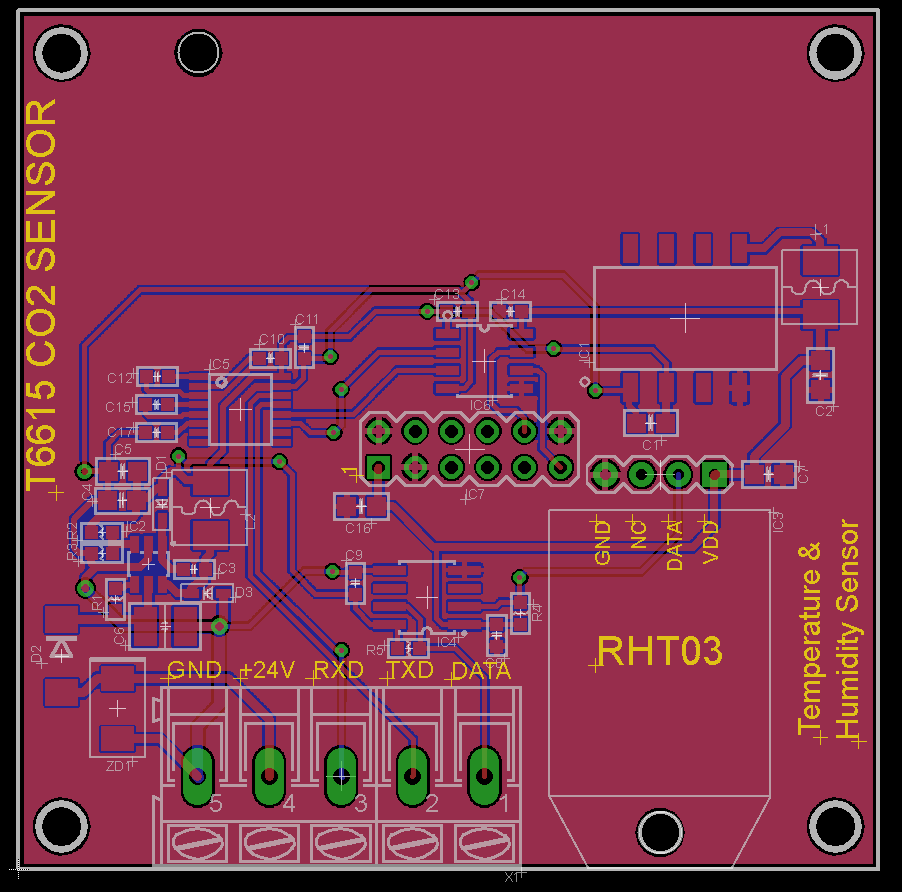 T6615 CO2 SENSOR
L1
C13
C14
C11
C10
IC5
IC1
C12
C15
C17
IC6
C2
C1
1
D1
C5
C4
IC7
C7
C16
L2
IC3
R2
IC2
R3
GND
NC
DATA
VDD
C9
C3
D3
R1
C6
R4
IC4
R5
D2
RHT03
Temperature &
Humidity Sensor
GND
+24V
RXD
TXD
DATA
ZD1
5
4
3
2
1
X1